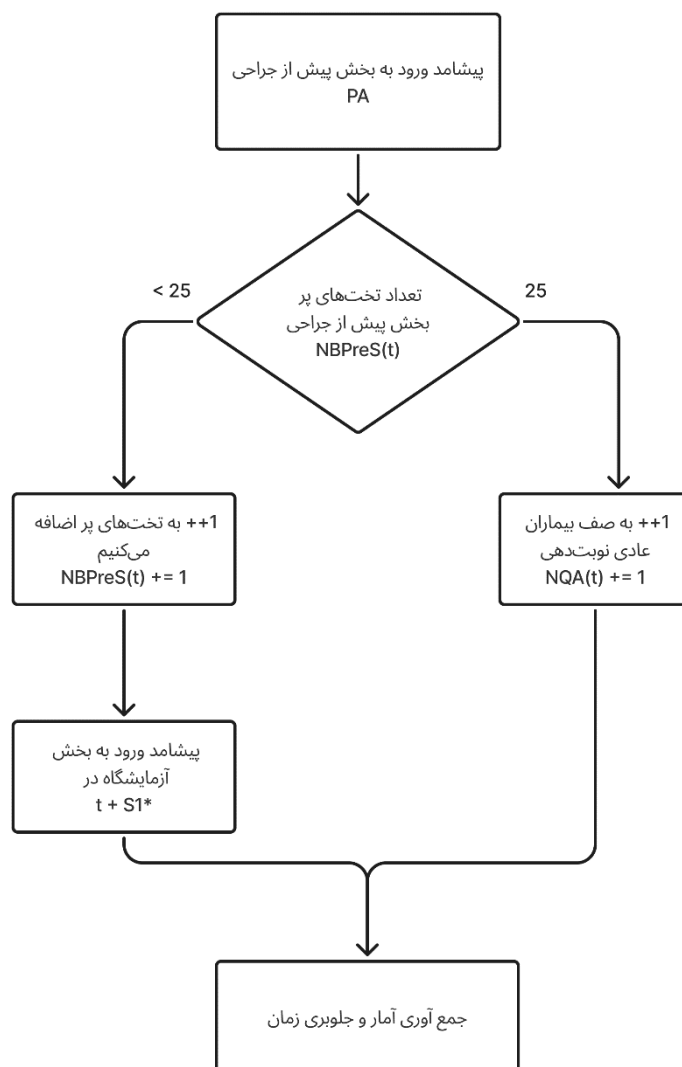 پیشامد ورود به بخش پیش از جراحی
PA
تعداد تخت‌های پر
بخش پیش از جراحی
NBPreS(t)
25
< 25
++1 به صف بیماران
عادی نوبت‌دهی
NQA(t) += 1
++1 به تخت‌های پر اضافه
می‌کنیم
NBPreS(t) += 1
پیشامد ورود به بخش
آزمایشگاه در
t + S1*
جمع آوری آمار و جلوبری زمان